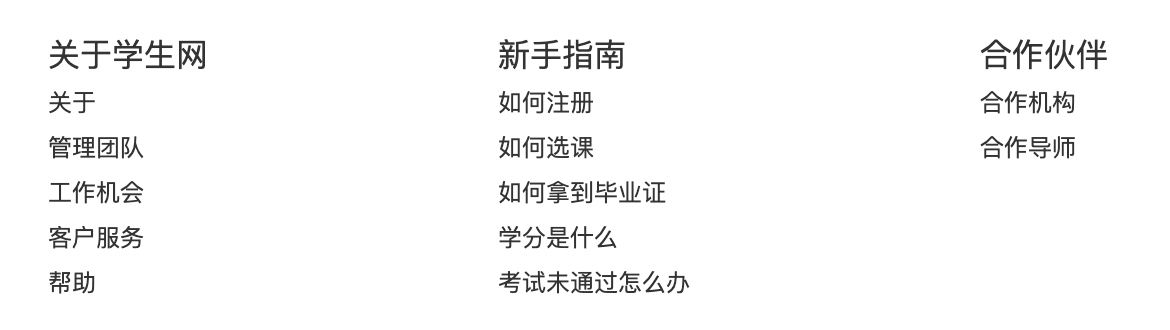 关于学生网
关于
管理团队
工作机会
客户服务
帮助
新手指南
如何注册
如何选课
如何拿到毕业证
学分是什么
考试未通过怎么办
合作伙伴
合作机构
合作导师